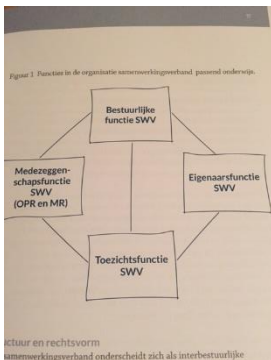 Figuur 1 Functies in de organisatie samenwerkingsverband passend onderwijs.
Bestuurlijke
functie SWV
Medezeggen-
schapsfunctie
SWV
(OPR en MR)
Eigenaarsfunctie
SWV
Toezichtsfunctie
SWV
uctuur en rechtsvorm
samenwerkingsverband onderscheidt zich als interbestuurlijke